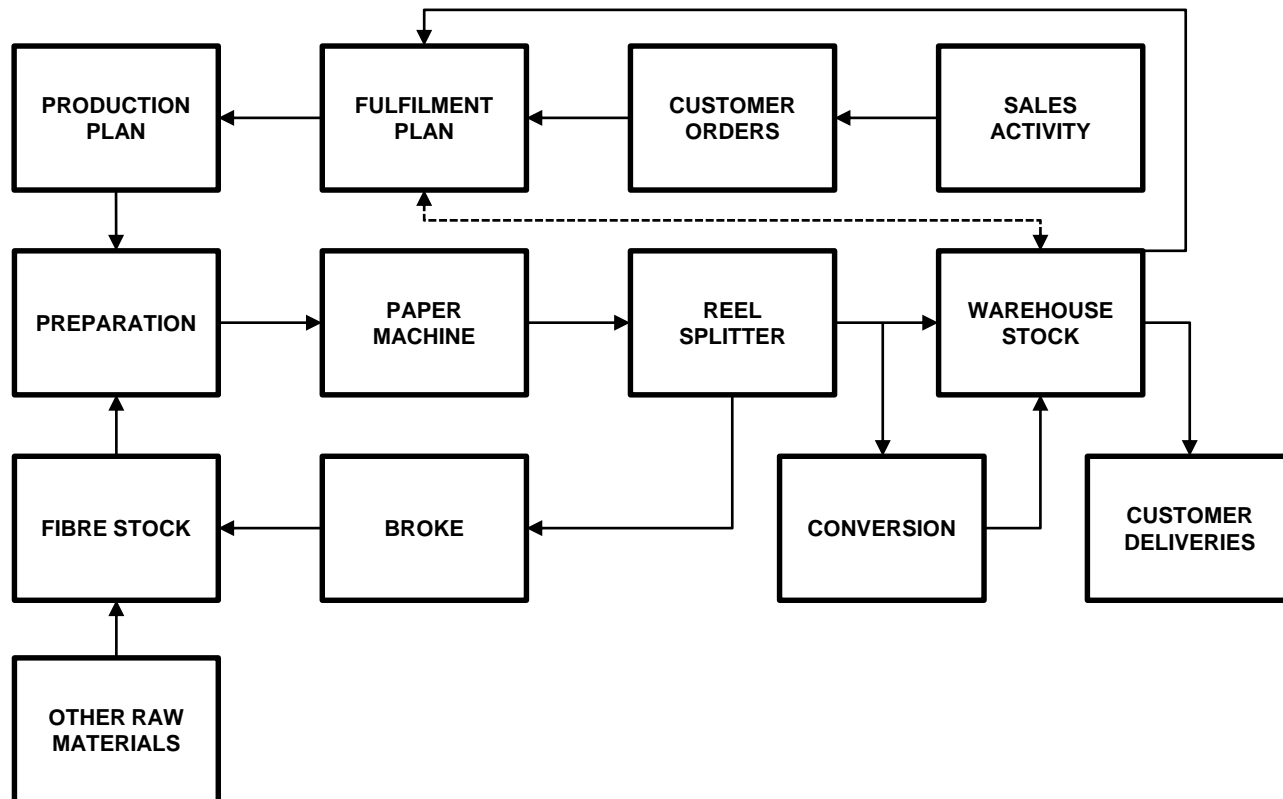 PRODUCTION
PLAN
FULFILMENT
PLAN
CUSTOMER
ORDERS
SALES
ACTIVITY
PREPARATION
PAPER
MACHINE
REEL
SPLITTER
WAREHOUSE
STOCK
FIBRE STOCK
BROKE
CONVERSION
CUSTOMER
DELIVERIES
OTHER RAW
MATERIALS